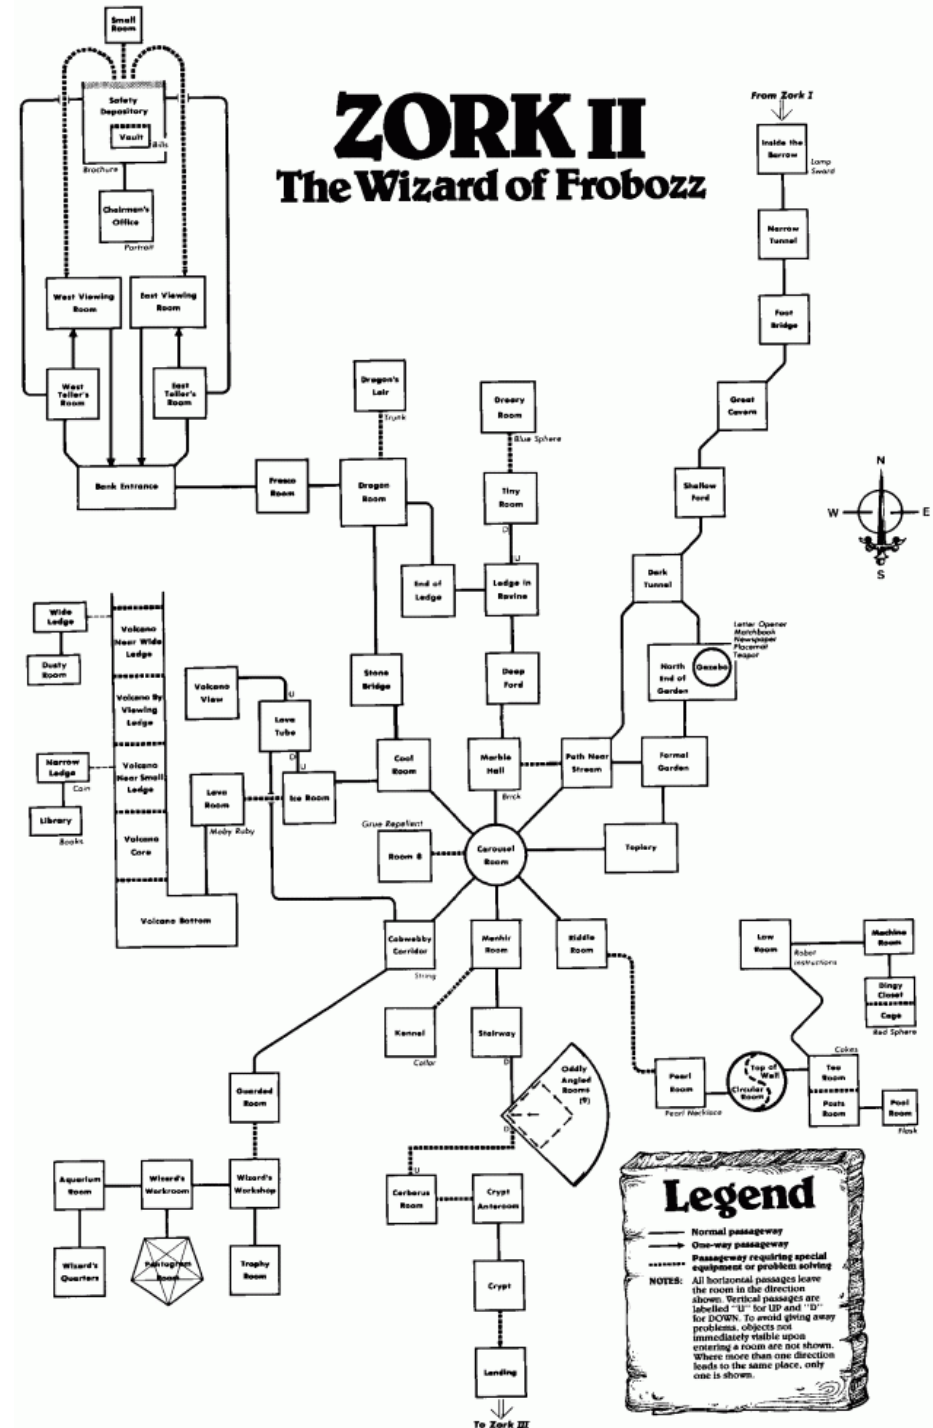 Small
Room
ZORK II
The Wizard of Frobozz
From Zork I
Safety
Depository
Vault
Bills
Brochure
Chairman's
Office
Portrait
Inside the
Barrow
Lamp
Sword
Narrow
Tunnel
West Viewing
Room
East Viewing
Room
Foot
Bridge
West
Teller's
Room
East
Teller's
Room
Dragon's
Lair
Trunk
Dreary
Room
Blue Sphere
Great
Cavern
Bank Entrance
Fresco
Room
Dragon
Room
Tiny
Room
D
U
Shallow
Ford
N
W
E
S
End of
Ledge
Ledge in
Ravine
Dark
Tunnel
Wide
Ledge
Dusty
Room
Volcano
Near Wide
Ledge
Volcano By
Viewing
Ledge
Volcano
Near Small
Ledge
Volcano
Core
Volcano Bottom
Narrow
Ledge
Coin
Library
Books
Volcano
View
U
Lava
Tube
D
U
Lava
Room
Moby Ruby
Ice Room
Stone
Bridge
Deep
Ford
Letter Opener
Matchbook
Newspaper
Placemat
Teapot
North
End of
Garden
Gazebo
Cool
Room
Marble
Hall
Brick
Path Near
Stream
Formal
Garden
Grue Repellent
Room 8
Carousel
Room
Topiary
Cobwebby
Corridor
String
Menhir
Room
Riddle
Room
Low
Room
Robot
instructions
Machine
Room
Dingy
Closet
Cage
Red Sphere
Kennel
Collar
Stairway
D
Oddly
Angled
Rooms
(9)
D
Pearl
Room
Pearl Necklace
Top of
Well
Circular
Room
Cakes
Tea
Room
Posts
Room
Pool
Room
Flask
Guarded
Room
Aquarium
Room
Wizard's
Workroom
Wizard's
Workshop
U
Cerberus
Room
Crypt
Anteroom
Wizard's
Quarters
Pentagram
Room
Trophy
Room
Crypt
Landing
To Zork III
Legend
Normal passageway
One-way passageway
Passageway requiring special
equipment or problem solving
NOTES: All horizontal passages leave
the room in the direction
shown. Vertical passages are
labelled "U" for UP and "D"
for DOWN. To avoid giving away
problems, objects not
immediately visible upon
entering a room are not shown.
Where more than one direction
leads to the same place, only
one is shown.